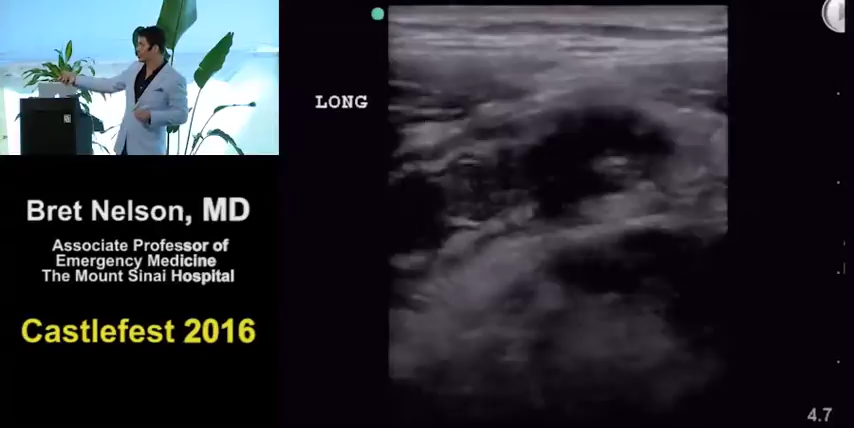 LONG
Bret Nelson, MD
Associate Professor of
Emergency Medicine
The Mount Sinai Hospital
Castlefest 2016
4.7